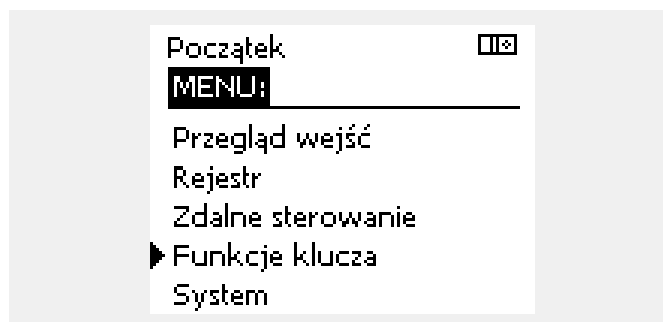 Początek
MENU:
Przegląd wejść
Rejestr
Zdalne sterowanie
Funkcje klucza
System